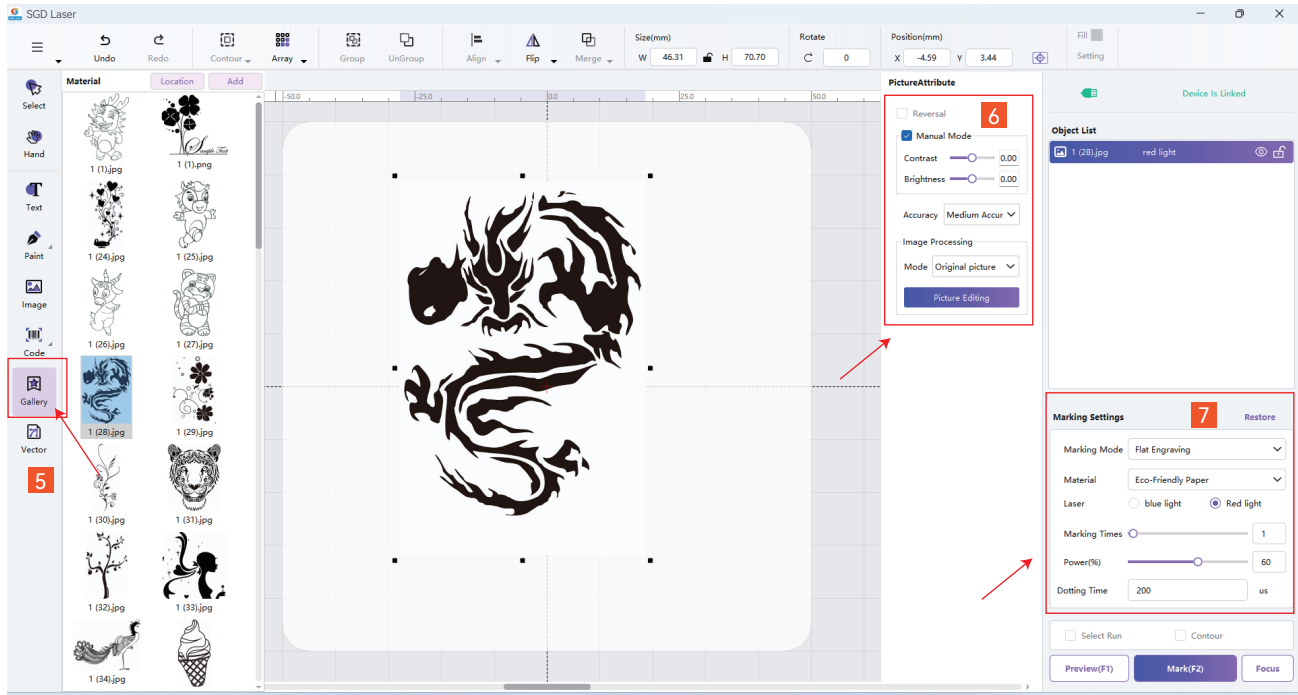 SGD Laser
Undo
Redo
Contour
Array
Group
UnGroup
Align
Flip
Merge
Size(mm)
W 46.31 H 70.70
Rotate
0
Position(mm)
X -4.59 Y 3.44
Fill
Setting
Select
Hand
Text
Paint
Image
Code
Gallery
Vector
5
Material Location Add
1 (1).jpg 1 (1).png
Sample Text
1 (24).jpg 1 (25).jpg
1 (26).jpg 1 (27).jpg
1 (28).jpg 1 (29).jpg
1 (30).jpg 1 (31).jpg
1 (32).jpg 1 (33).jpg
1 (34).jpg
-50.0 -25.0 0.0 25.0 50.0
PictureAttribute
Reversal
6
Manual Mode
Contrast 0.00
Brightness 0.00
Accuracy Medium Accur
Image Processing
Mode Original picture
Picture Editing
Device Is Linked
Object List
1 (28).jpg red light
Marking Settings 7 Restore
Marking Mode Flat Engraving
Material Eco-Friendly Paper
Laser blue light Red light
Marking Times 1
Power(%) 60
Dotting Time 200 us
Select Run Contour
Preview(F1) Mark(F2) Focus